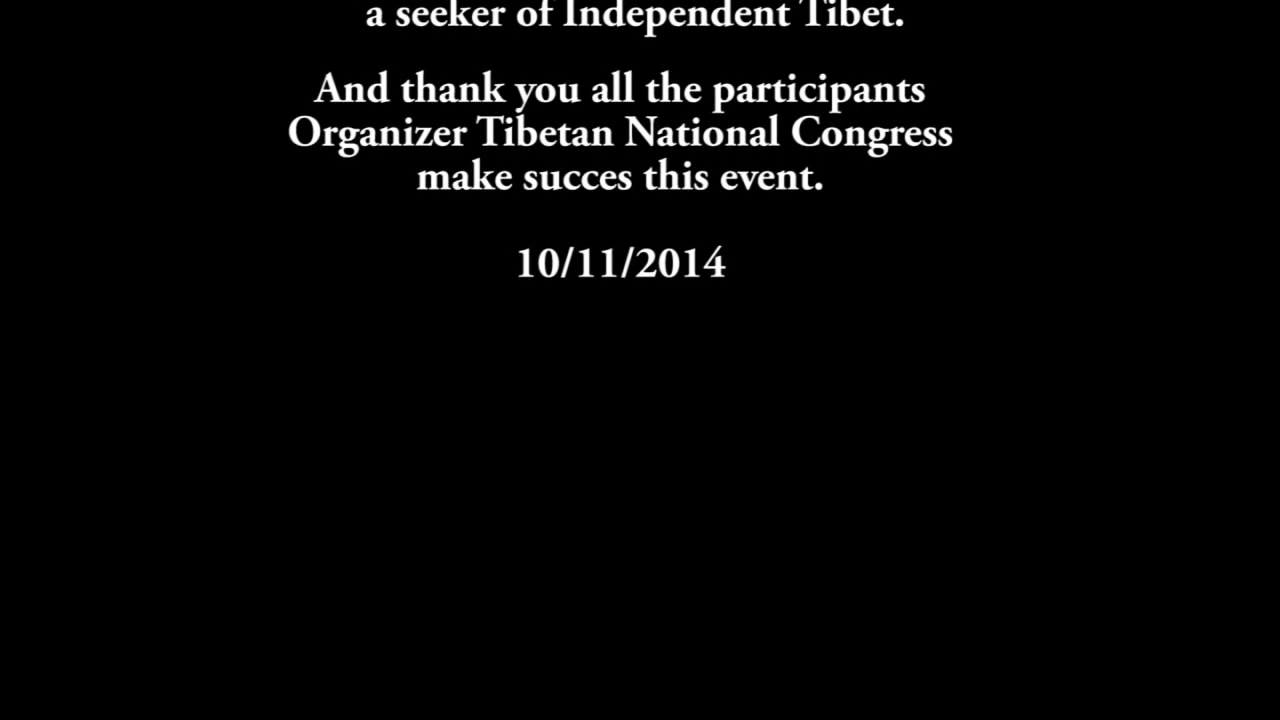 a seeker of Independent Tibet.
And thank you all the participants
Organizer Tibetan National Congress
make succes this event.
10/11/2014